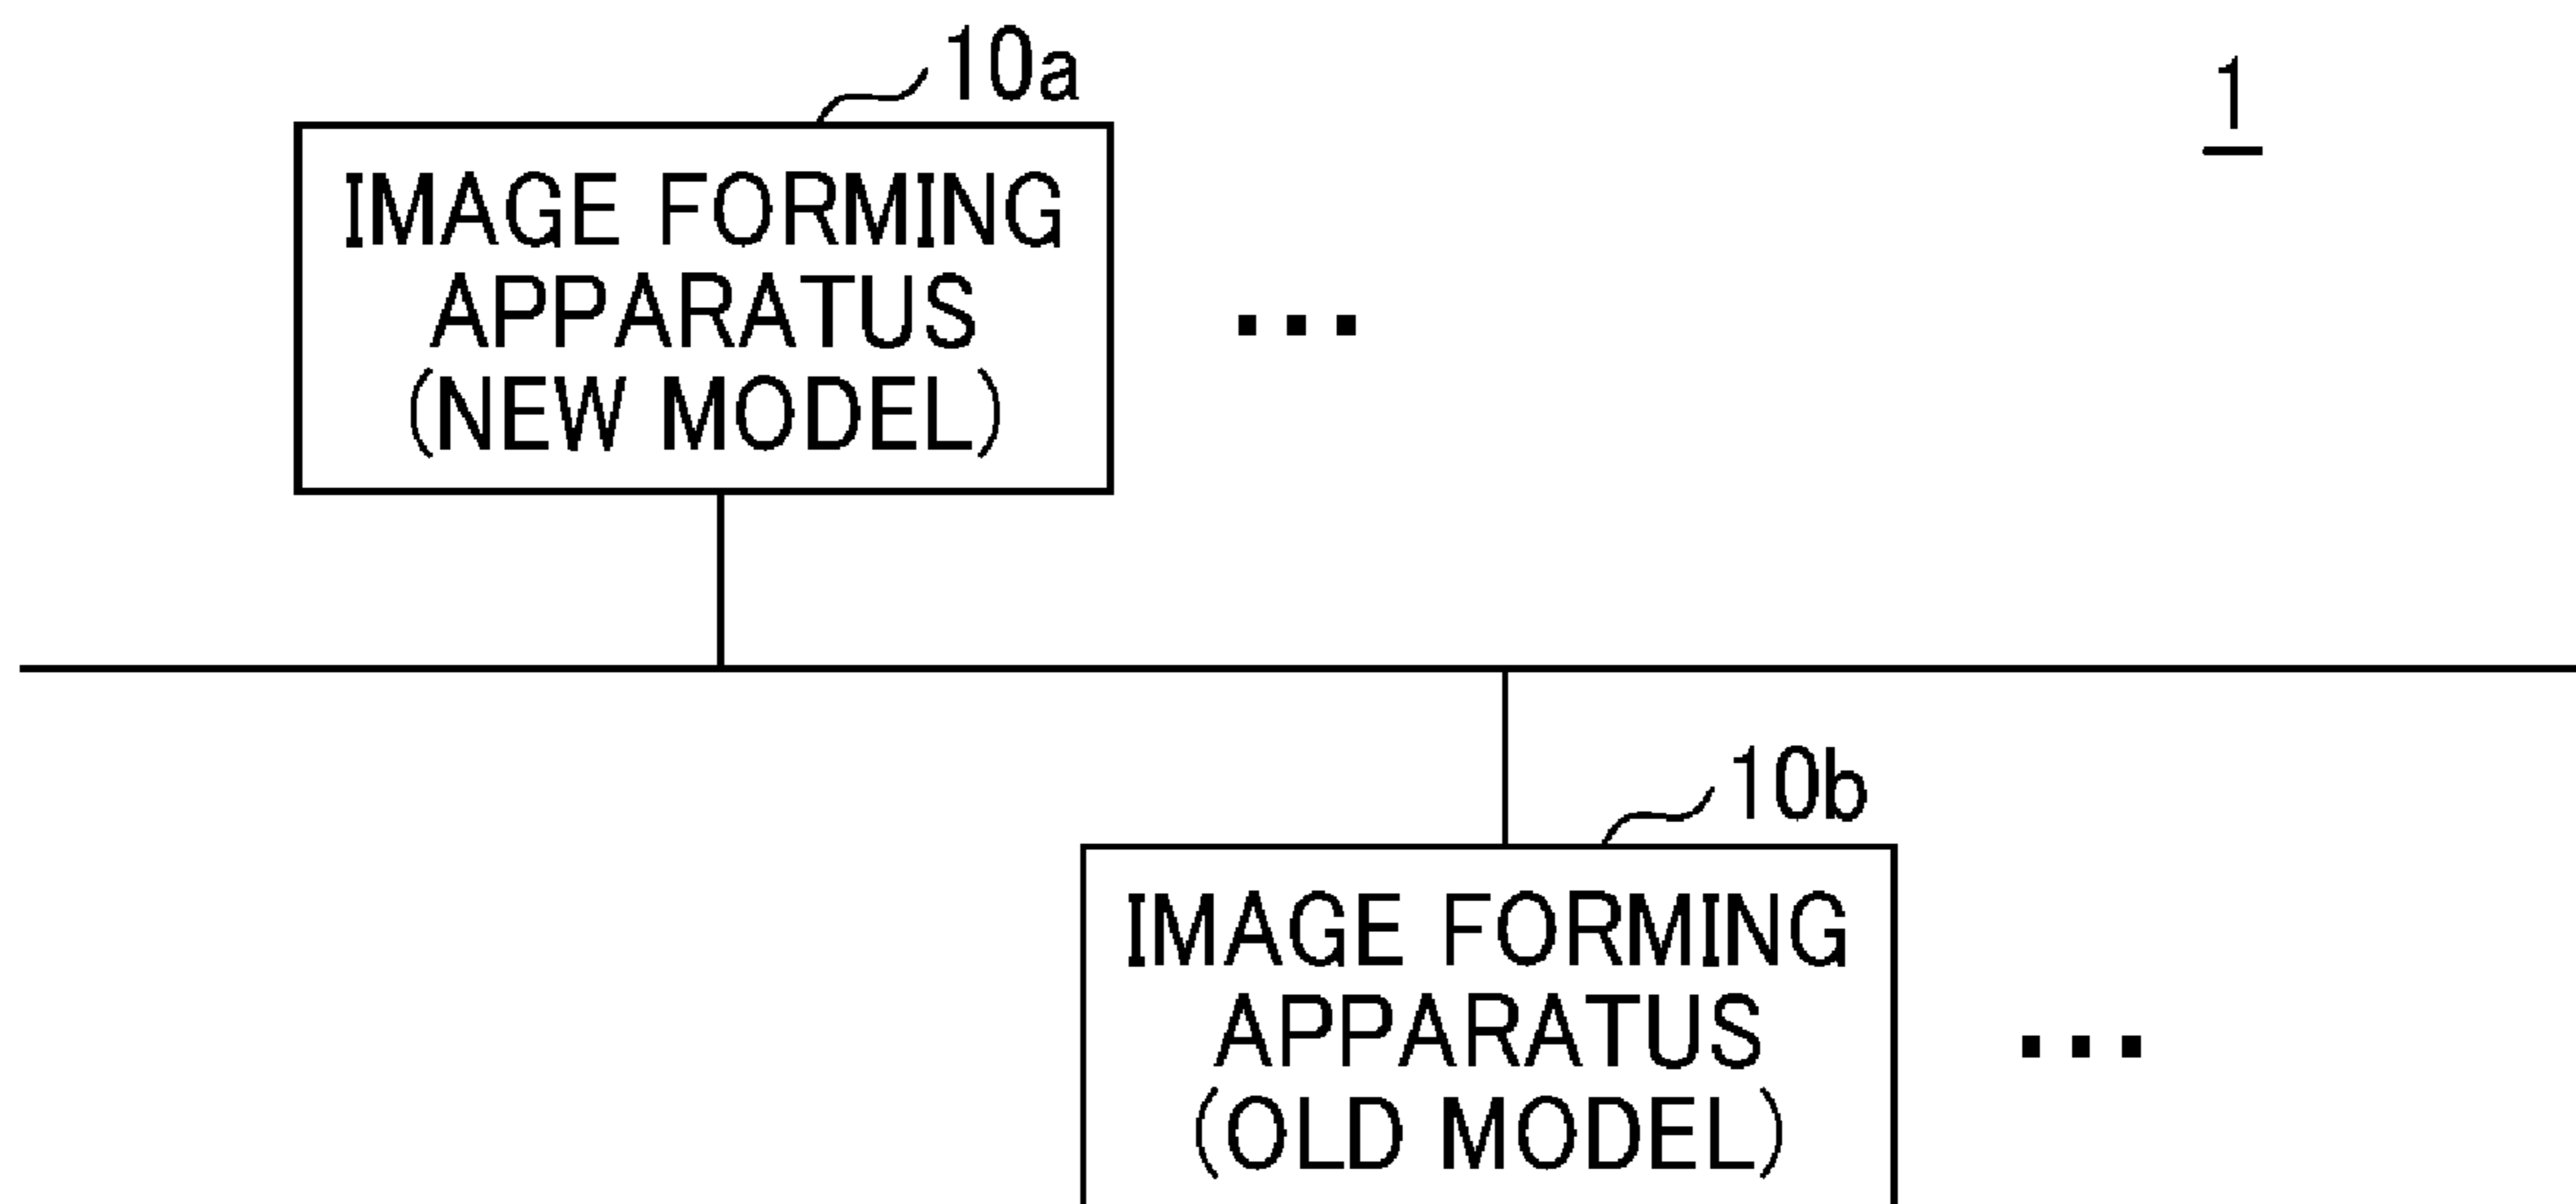 10a
1
IMAGE FORMING
APPARATUS
(NEW MODEL)
...
10b
IMAGE FORMING
APPARATUS
(OLD MODEL)
...